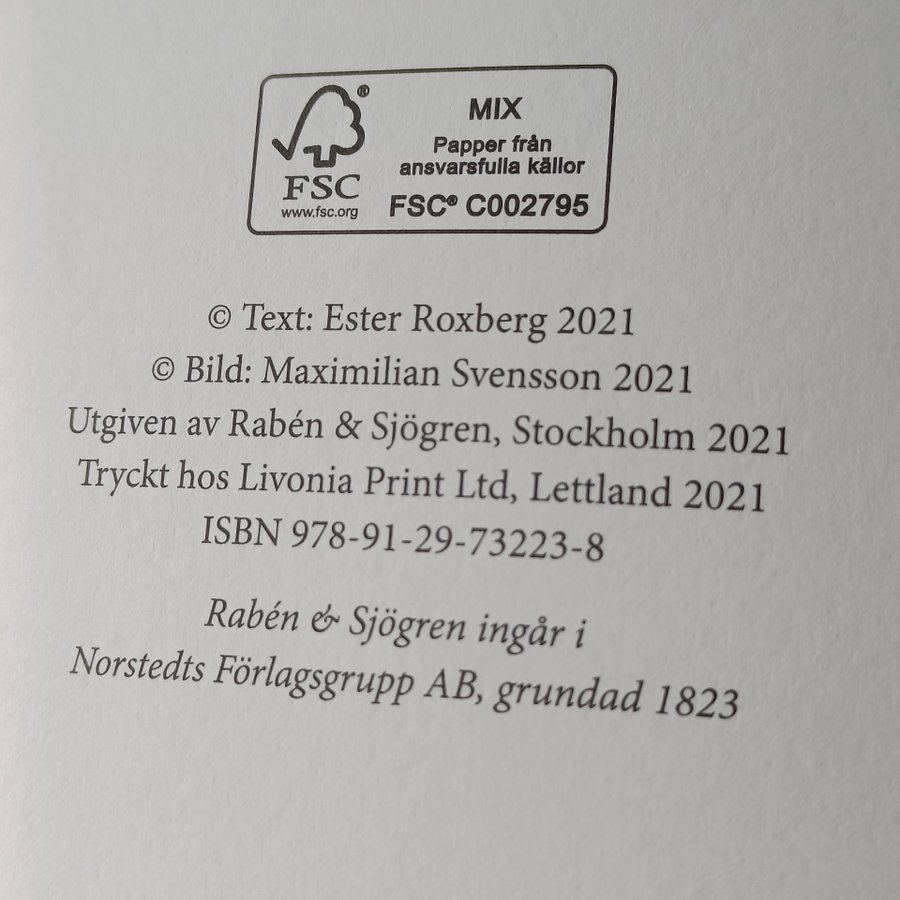 MIX
Papper från
ansvarsfulla källor
FSC® C002795
®
FSC
www.fsc.org
© Text: Ester Roxberg 2021
© Bild: Maximilian Svensson 2021
Utgiven av Rabén & Sjögren, Stockholm 2021
Tryckt hos Livonia Print Ltd, Lettland 2021
ISBN 978-91-29-73223-8
Rabén & Sjögren ingår i
Norstedts Förlagsgrupp AB, grundad 1823